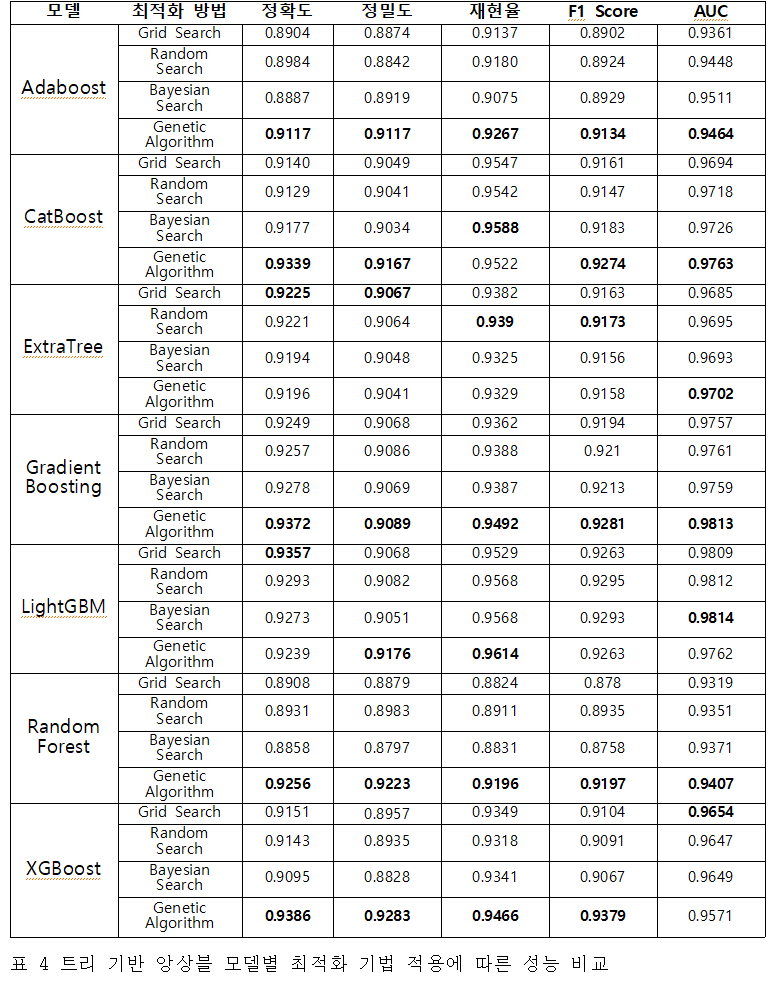 모델 최적화 방법 정확도 정밀도 재현율 F1 Score AUC
Adaboost
Grid Search 0.8904 0.8874 0.9137 0.8902 0.9361
Random
Search 0.8984 0.8842 0.9180 0.8924 0.9448
Bayesian
Search 0.8887 0.8919 0.9075 0.8929 0.9511
Genetic
Algorithm 0.9117 0.9117 0.9267 0.9134 0.9464
CatBoost
Grid Search 0.9140 0.9049 0.9547 0.9161 0.9694
Random
Search 0.9129 0.9041 0.9542 0.9147 0.9718
Bayesian
Search 0.9177 0.9034 0.9588 0.9183 0.9726
Genetic
Algorithm 0.9339 0.9167 0.9522 0.9274 0.9763
ExtraTree
Grid Search 0.9225 0.9067 0.9382 0.9163 0.9685
Random
Search 0.9221 0.9064 0.939 0.9173 0.9695
Bayesian
Search 0.9194 0.9048 0.9325 0.9156 0.9693
Genetic
Algorithm 0.9196 0.9041 0.9329 0.9158 0.9702
Gradient
Boosting
Grid Search 0.9249 0.9068 0.9362 0.9194 0.9757
Random
Search 0.9257 0.9086 0.9388 0.921 0.9761
Bayesian
Search 0.9278 0.9069 0.9387 0.9213 0.9759
Genetic
Algorithm 0.9372 0.9089 0.9492 0.9281 0.9813
LightGBM
Grid Search 0.9357 0.9068 0.9529 0.9263 0.9809
Random
Search 0.9293 0.9082 0.9568 0.9295 0.9812
Bayesian
Search 0.9273 0.9051 0.9568 0.9293 0.9814
Genetic
Algorithm 0.9239 0.9176 0.9614 0.9263 0.9762
Random
Forest
Grid Search 0.8908 0.8879 0.8824 0.878 0.9319
Random
Search 0.8931 0.8983 0.8911 0.8935 0.9351
Bayesian
Search 0.8858 0.8797 0.8831 0.8758 0.9371
Genetic
Algorithm 0.9256 0.9223 0.9196 0.9197 0.9407
XGBoost
Grid Search 0.9151 0.8957 0.9349 0.9104 0.9654
Random
Search 0.9143 0.8935 0.9318 0.9091 0.9647
Bayesian
Search 0.9095 0.8828 0.9341 0.9067 0.9649
Genetic
Algorithm 0.9386 0.9283 0.9466 0.9379 0.9571
표 4 트리 기반 앙상블 모델별 최적화 기법 적용에 따른 성능 비교